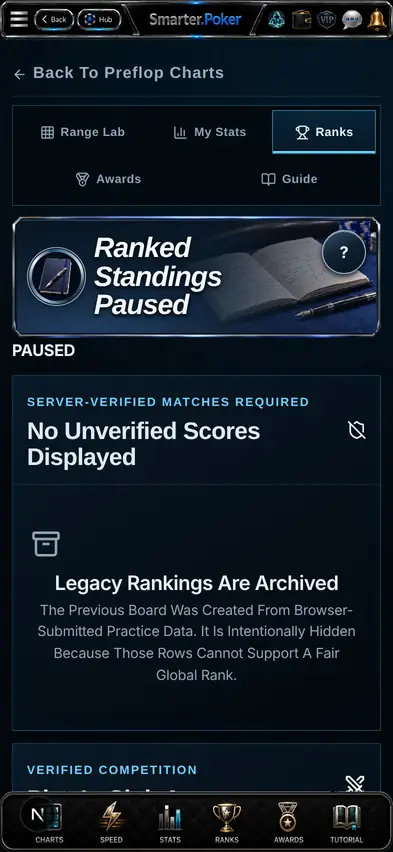 Back
Hub
Smarter.Poker
VIP
Back To Preflop Charts
Range Lab
My Stats
Ranks
Awards
Guide
Ranked
Standings
Paused
?
PAUSED
SERVER-VERIFIED MATCHES REQUIRED
No Unverified Scores
Displayed
Legacy Rankings Are Archived
The Previous Board Was Created From Browser-
Submitted Practice Data. It Is Intentionally Hidden
Because Those Rows Cannot Support A Fair
Global Rank.
VERIFIED COMPETITION
N
CHARTS
SPEED
STATS
RANKS
AWARDS
TUTORIAL